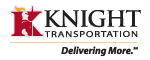 KNIGHT
TRANSPORTATION
Delivering More.™